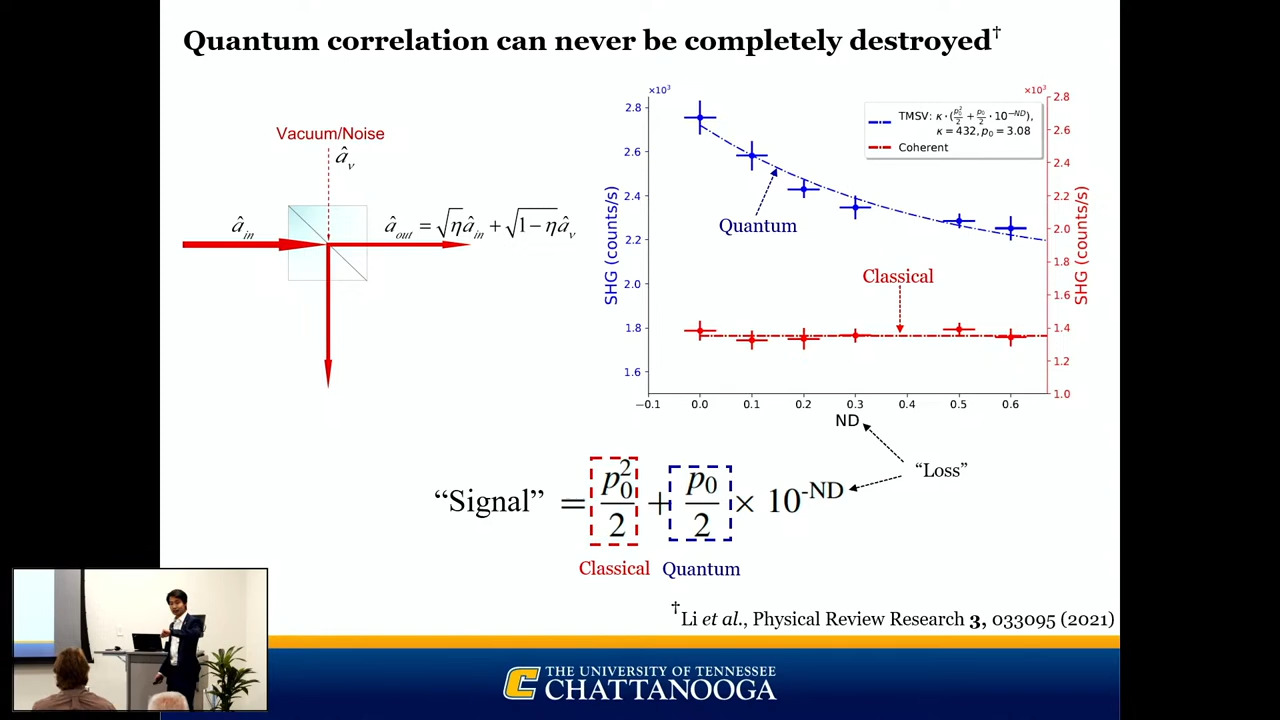 Quantum correlation can never be completely destroyed†
Vacuum/Noise
â_v
â_in
â_out = √η â_in + √1−η â_v
×10³
×10³
2.8
2.6
2.4
2.2
2.0
1.8
1.6
SHG (counts/s)
TMSV: κ·(p₀²/2 + p₀/2 · 10^−ND),
κ = 432, p₀ = 3.08
Coherent
Quantum
Classical
2.8
2.6
2.4
2.2
2.0
1.8
1.6
1.4
1.2
1.0
SHG (counts/s)
−0.1 0.0 0.1 0.2 0.3 0.4 0.5 0.6
ND
"Loss"
"Signal" = p₀²/2 + p₀/2 × 10^-ND
Classical Quantum
†Li et al., Physical Review Research 3, 033095 (2021)
THE UNIVERSITY OF TENNESSEE
CHATTANOOGA